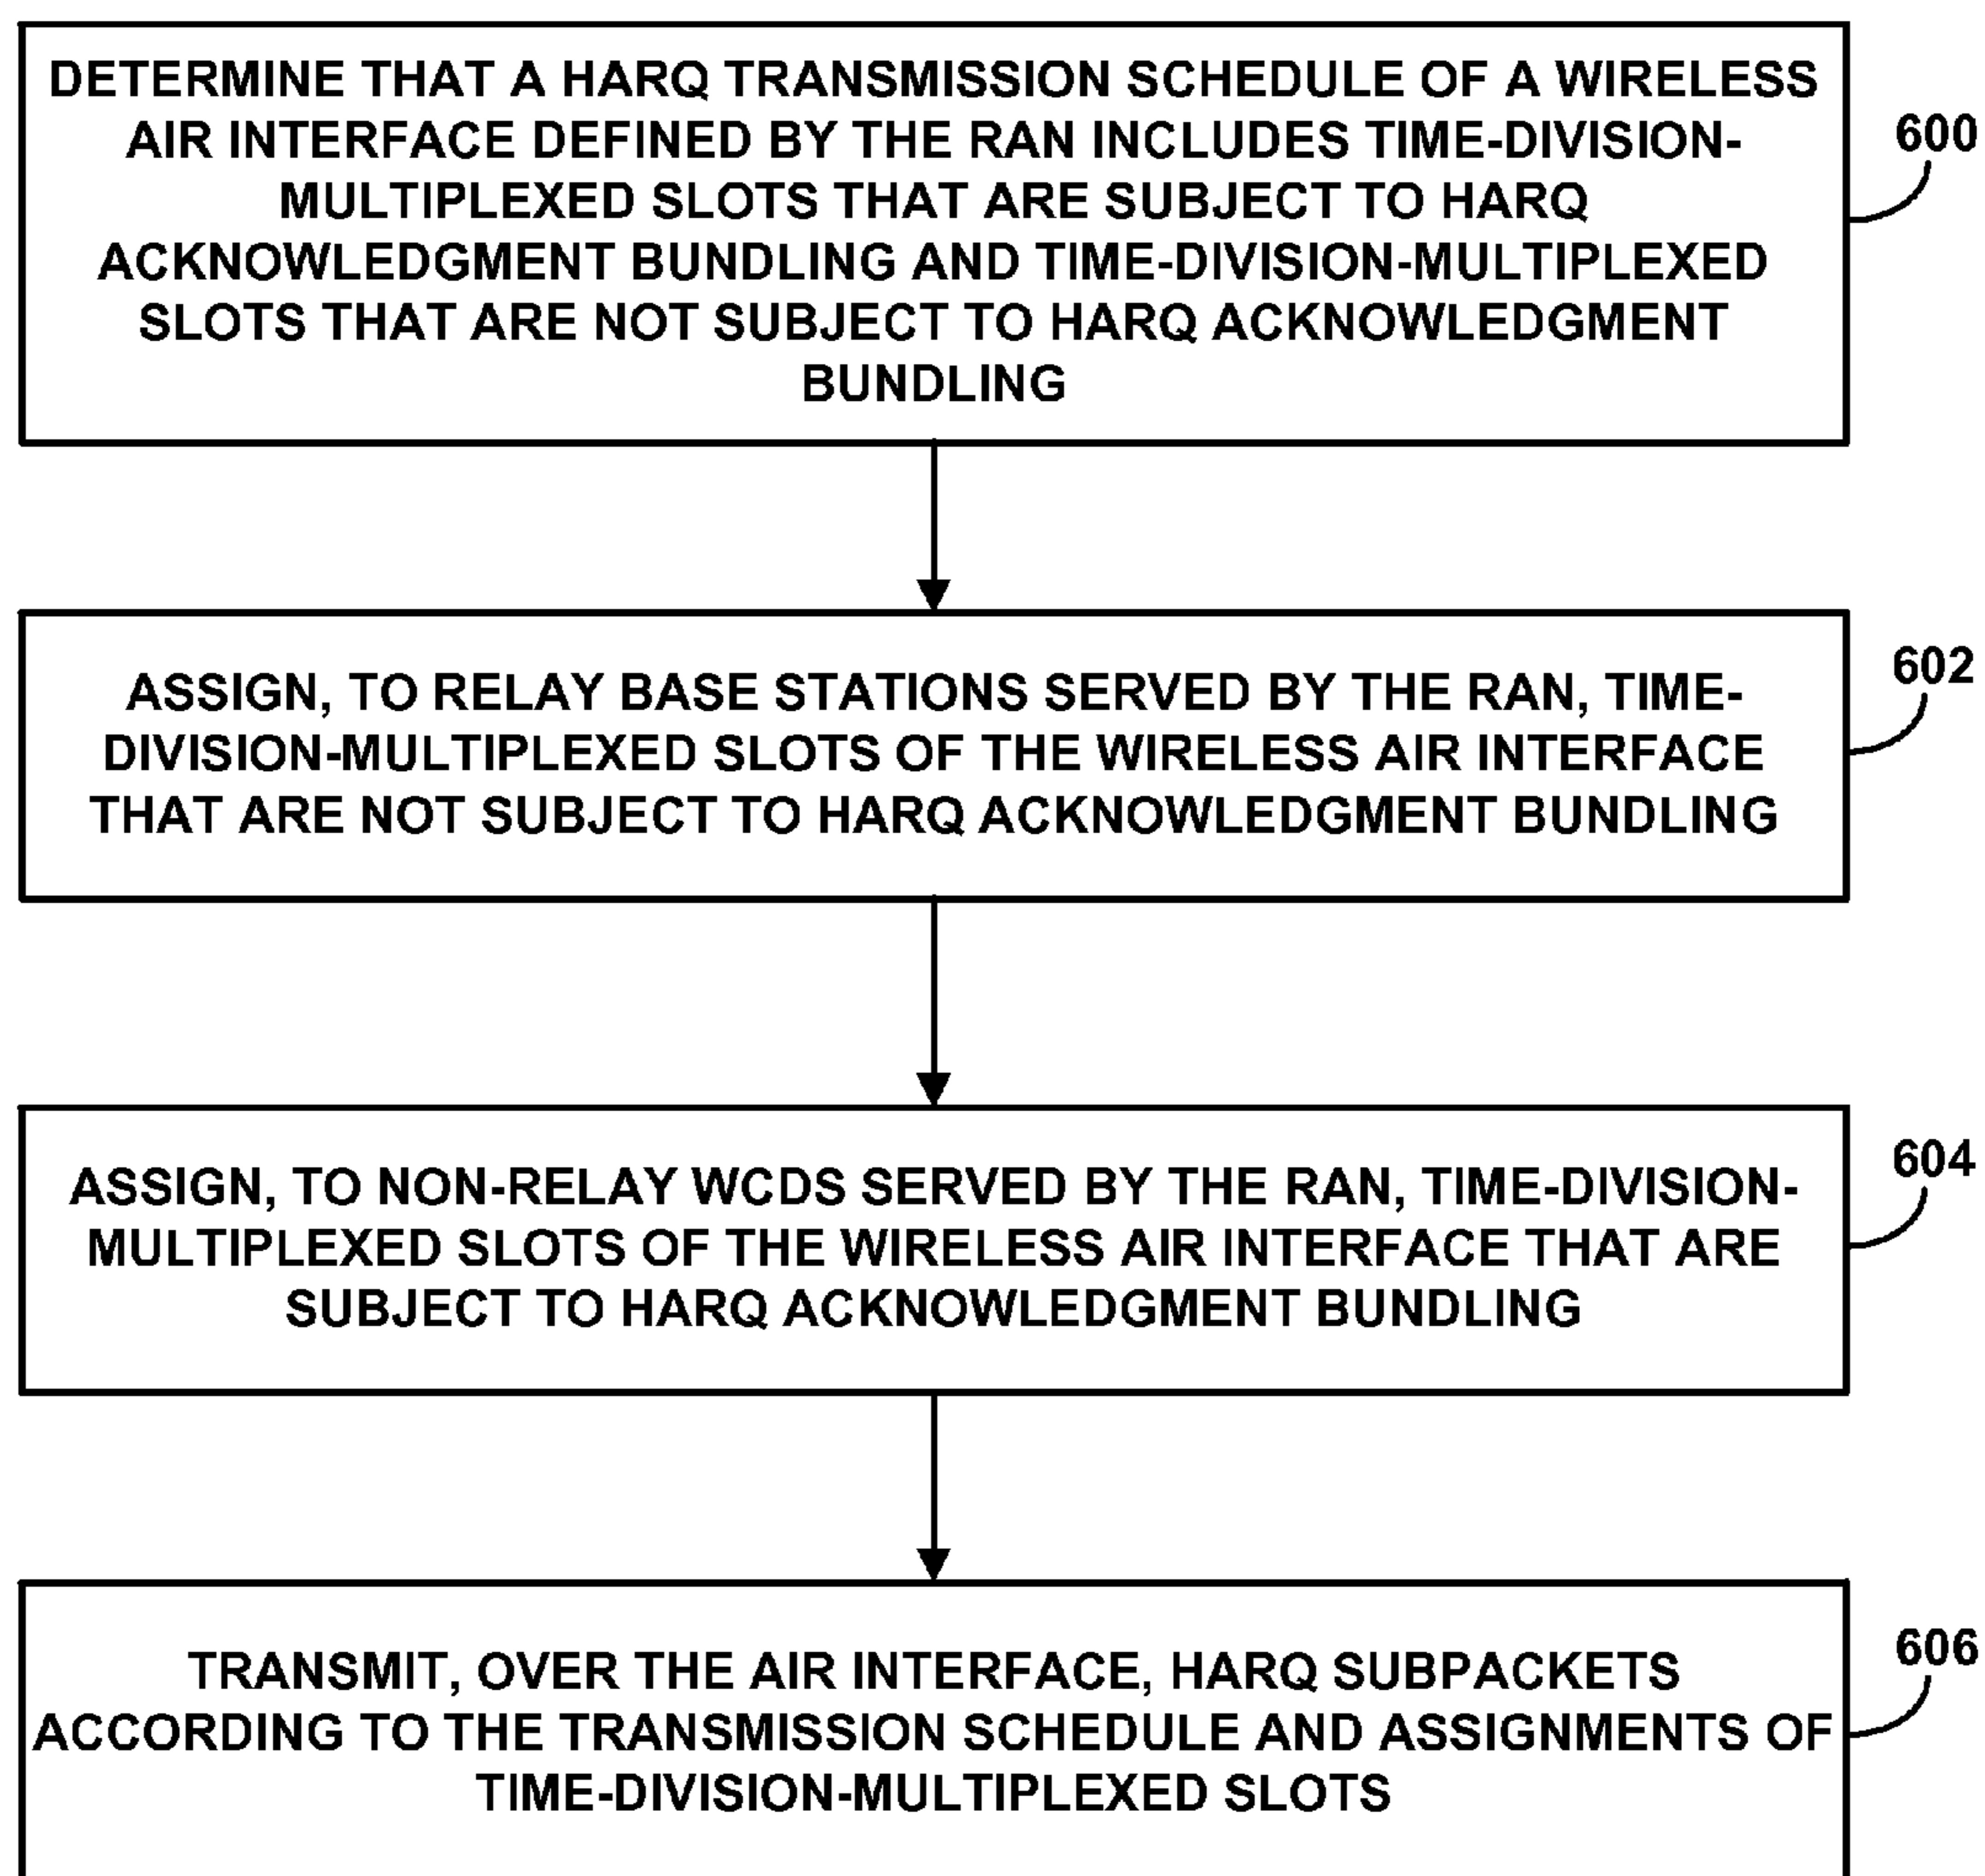 DETERMINE THAT A HARQ TRANSMISSION SCHEDULE OF A WIRELESS
AIR INTERFACE DEFINED BY THE RAN INCLUDES TIME-DIVISION-
MULTIPLEXED SLOTS THAT ARE SUBJECT TO HARQ
ACKNOWLEDGMENT BUNDLING AND TIME-DIVISION-MULTIPLEXED
SLOTS THAT ARE NOT SUBJECT TO HARQ ACKNOWLEDGMENT
BUNDLING
600
ASSIGN, TO RELAY BASE STATIONS SERVED BY THE RAN, TIME-
DIVISION-MULTIPLEXED SLOTS OF THE WIRELESS AIR INTERFACE
THAT ARE NOT SUBJECT TO HARQ ACKNOWLEDGMENT BUNDLING
602
ASSIGN, TO NON-RELAY WCDS SERVED BY THE RAN, TIME-DIVISION-
MULTIPLEXED SLOTS OF THE WIRELESS AIR INTERFACE THAT ARE
SUBJECT TO HARQ ACKNOWLEDGMENT BUNDLING
604
TRANSMIT, OVER THE AIR INTERFACE, HARQ SUBPACKETS
ACCORDING TO THE TRANSMISSION SCHEDULE AND ASSIGNMENTS OF
TIME-DIVISION-MULTIPLEXED SLOTS
606